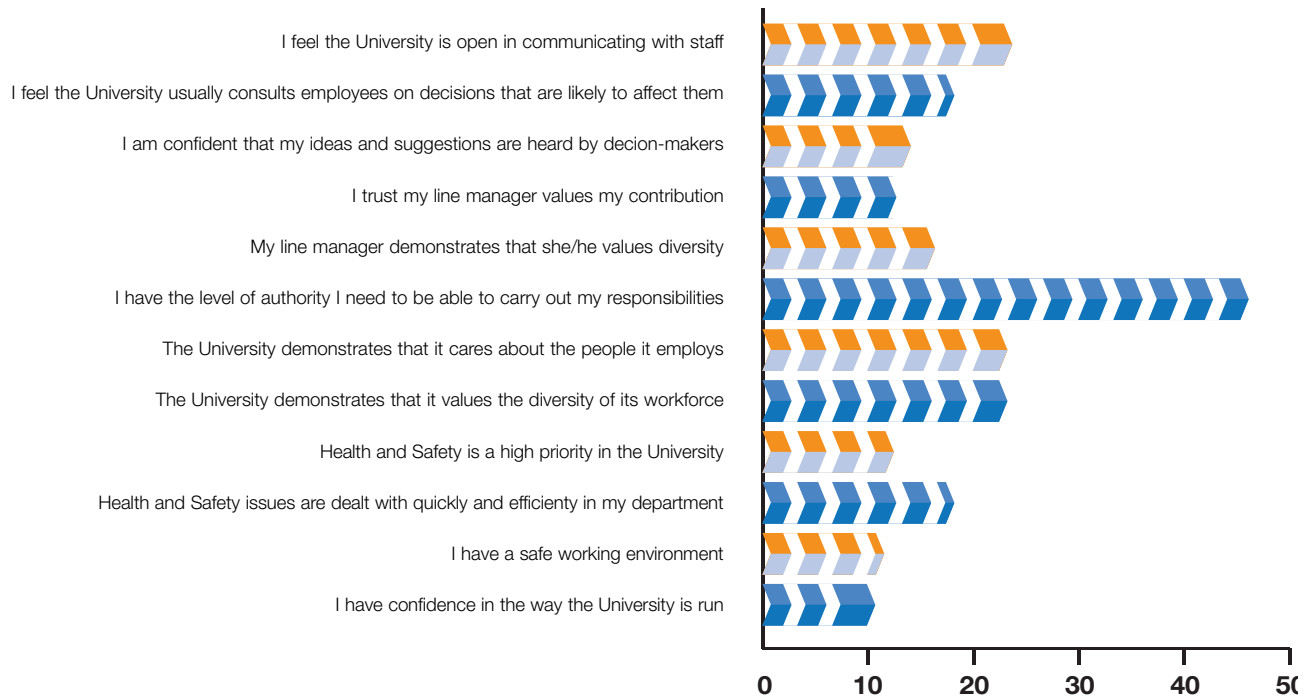 I feel the University is open in communicating with staff
I feel the University usually consults employees on decisions that are likely to affect them
I am confident that my ideas and suggestions are heard by decion-makers
I trust my line manager values my contribution
My line manager demonstrates that she/he values diversity
I have the level of authority I need to be able to carry out my responsibilities
The University demonstrates that it cares about the people it employs
The University demonstrates that it values the diversity of its workforce
Health and Safety is a high priority in the University
Health and Safety issues are dealt with quickly and efficienty in my department
I have a safe working environment
I have confidence in the way the University is run
0 10 20 30 40 50